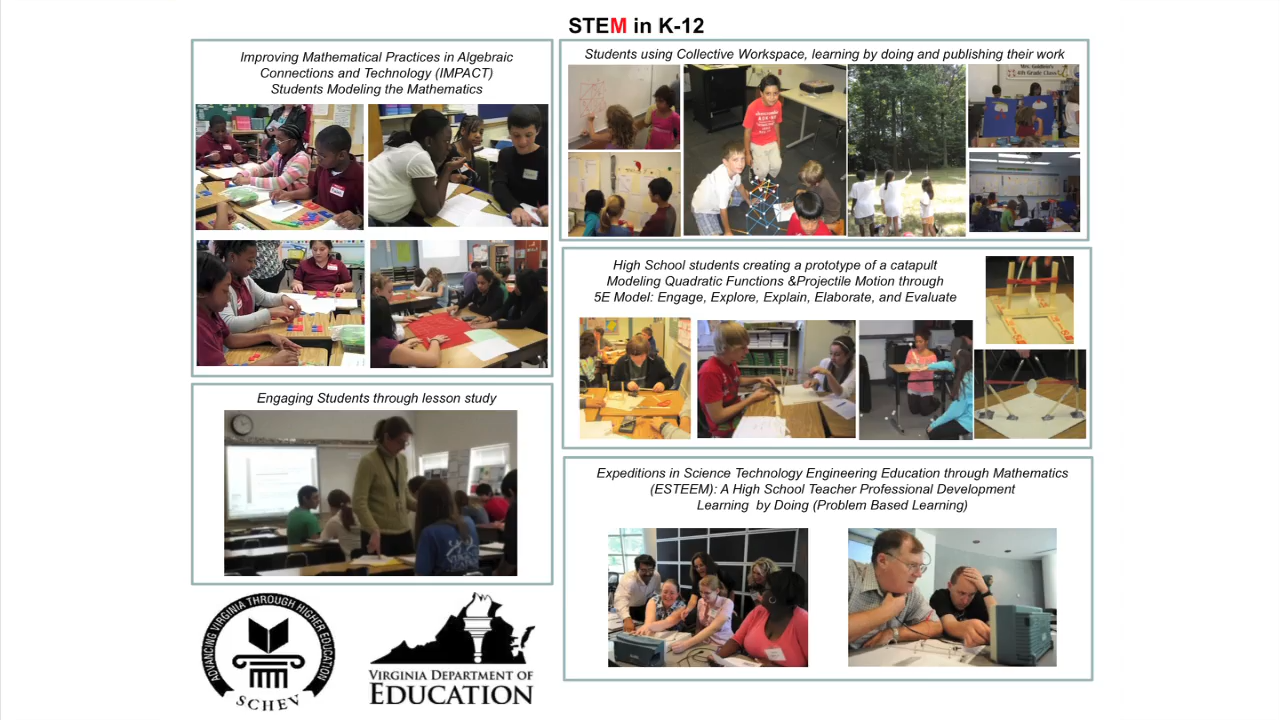 STEM in K-12
Improving Mathematical Practices in Algebraic
Connections and Technology (IMPACT)
Students Modeling the Mathematics
Engaging Students through lesson study
ADVANCING VIRGINIA THROUGH HIGHER EDUCATION
SCHEV
VIRGINIA DEPARTMENT OF
EDUCATION
Students using Collective Workspace, learning by doing and publishing their work
4th Grade Class
High School students creating a prototype of a catapult
Modeling Quadratic Functions &Projectile Motion through
5E Model: Engage, Explore, Explain, Elaborate, and Evaluate
Expeditions in Science Technology Engineering Education through Mathematics
(ESTEEM): A High School Teacher Professional Development
Learning by Doing (Problem Based Learning)